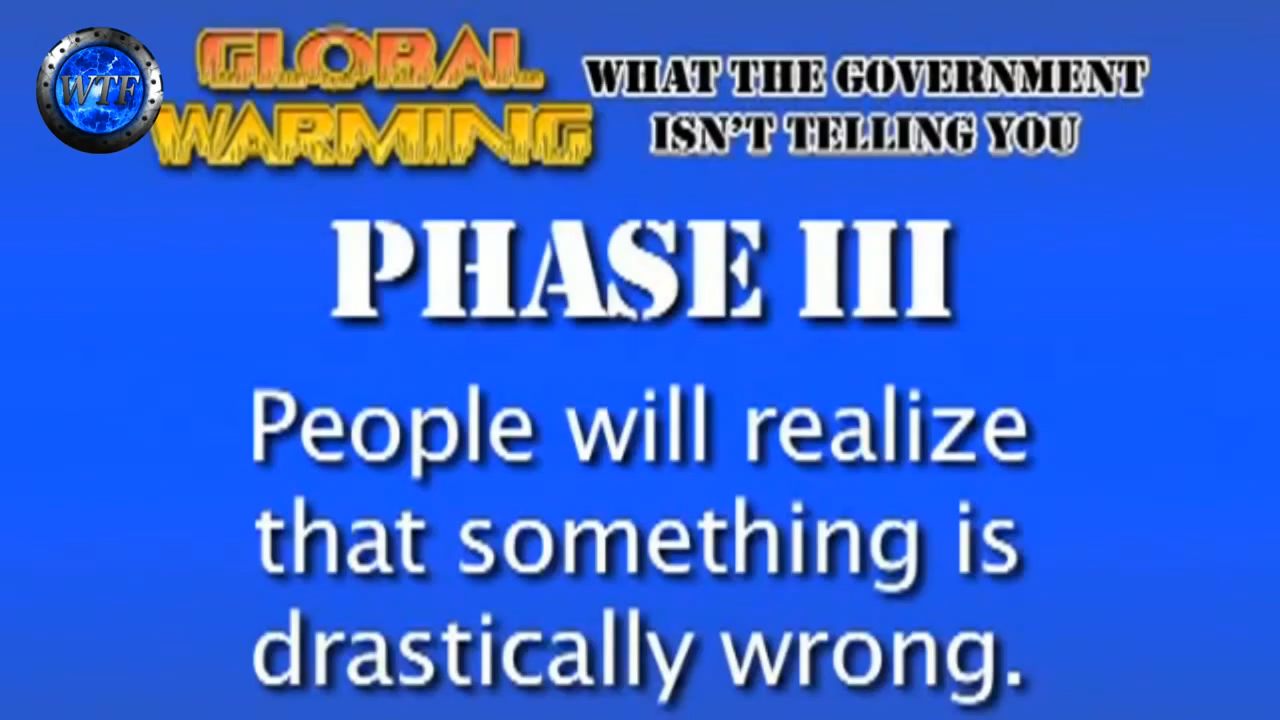 WTF
GLOBAL
WARMING
WHAT THE GOVERNMENT
ISN'T TELLING YOU
PHASE III
People will realize
that something is
drastically wrong.